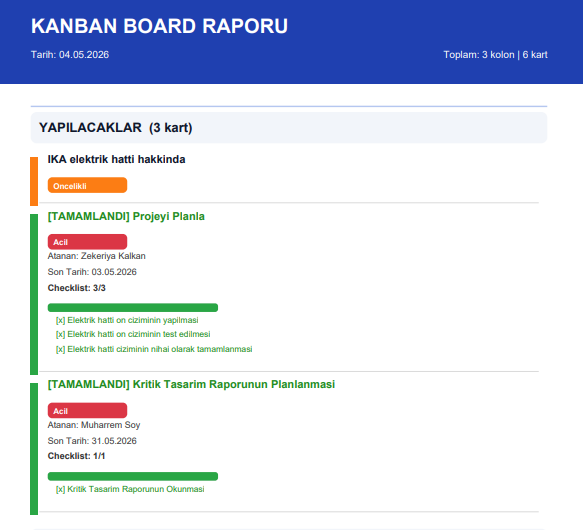 KANBAN BOARD RAPORU
Tarih: 04.05.2026
Toplam: 3 kolon | 6 kart
YAPILACAKLAR (3 kart)
IKA elektrik hatti hakkinda
Oncelikli
[TAMAMLANDI] Projeyi Planla
Acil
Atanan: Zekeriya Kalkan
Son Tarih: 03.05.2026
Checklist: 3/3
[x] Elektrik hatti on ciziminin yapilmasi
[x] Elektrik hatti on ciziminin test edilmesi
[x] Elektrik hatti ciziminin nihai olarak tamamlanmasi
[TAMAMLANDI] Kritik Tasarim Raporunun Planlanmasi
Acil
Atanan: Muharrem Soy
Son Tarih: 31.05.2026
Checklist: 1/1
[x] Kritik Tasarim Raporunun Okunmasi